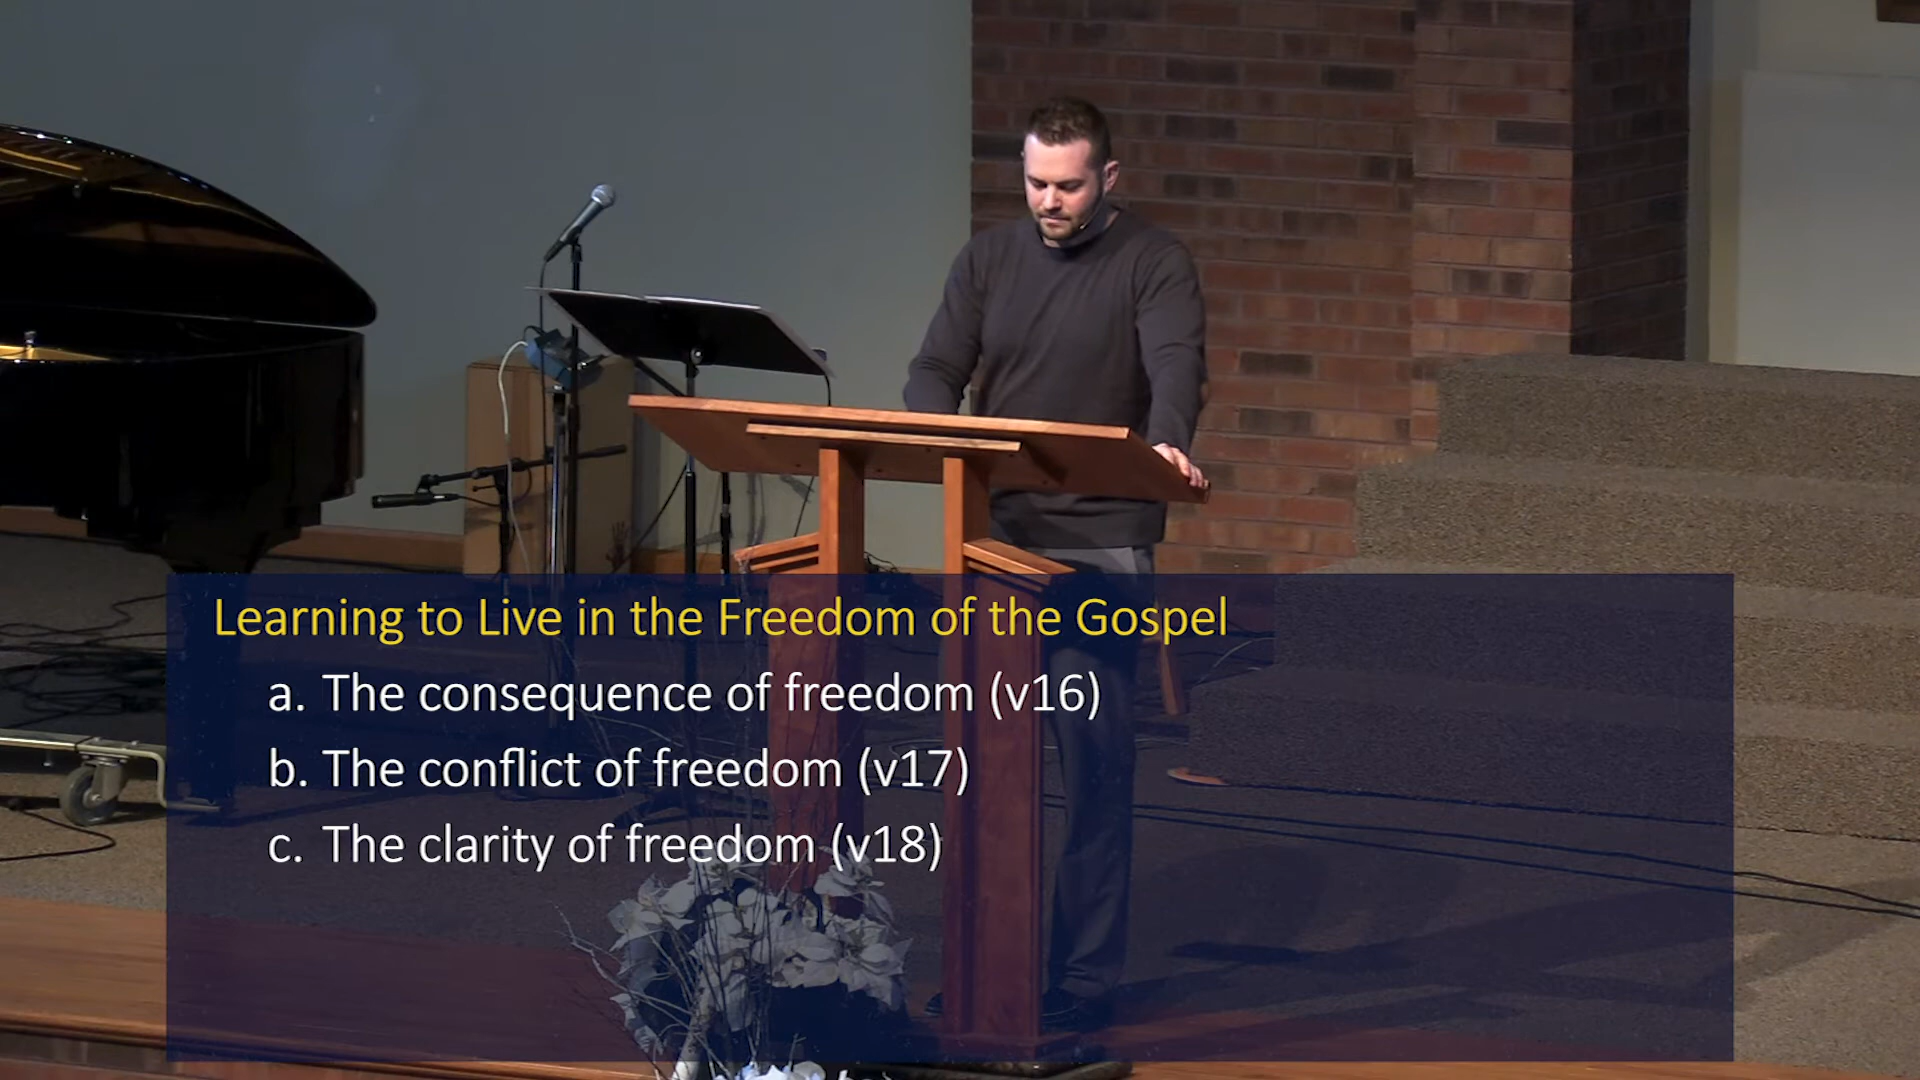 Learning to Live in the Freedom of the Gospel
a. The consequence of freedom (v16)
b. The conflict of freedom (v17)
c. The clarity of freedom (v18)